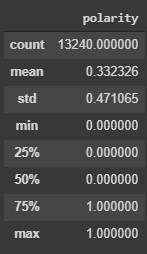 polarity
count 13240.000000
mean 0.332326
std 0.471065
min 0.000000
25% 0.000000
50% 0.000000
75% 1.000000
max 1.000000